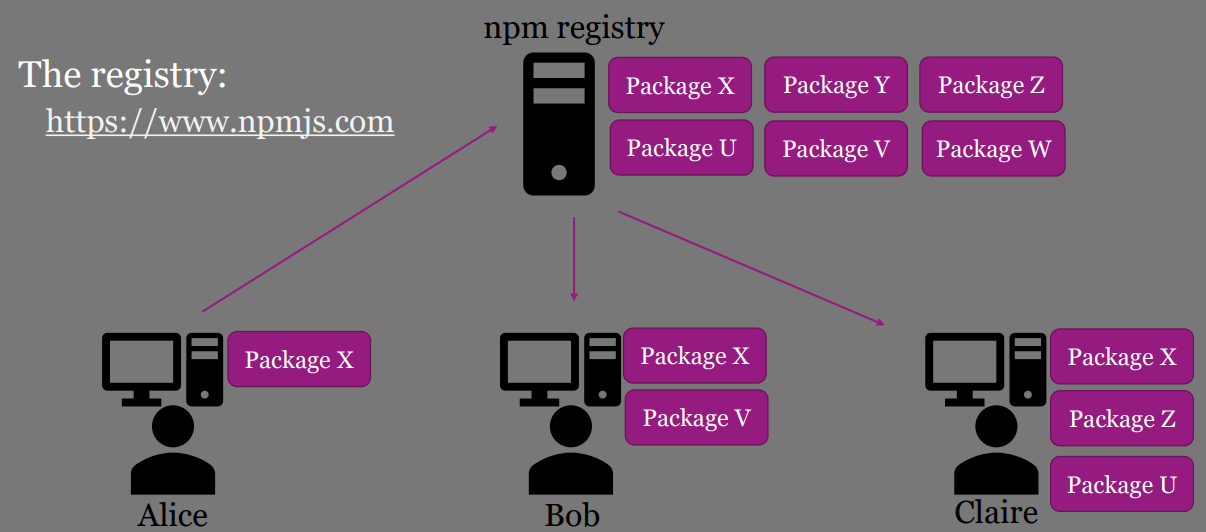 npm registry
The registry:
https://www.npmjs.com
Package X
Package Y
Package Z
Package U
Package V
Package W
Package X
Alice
Package X
Package V
Bob
Package X
Package Z
Package U
Claire